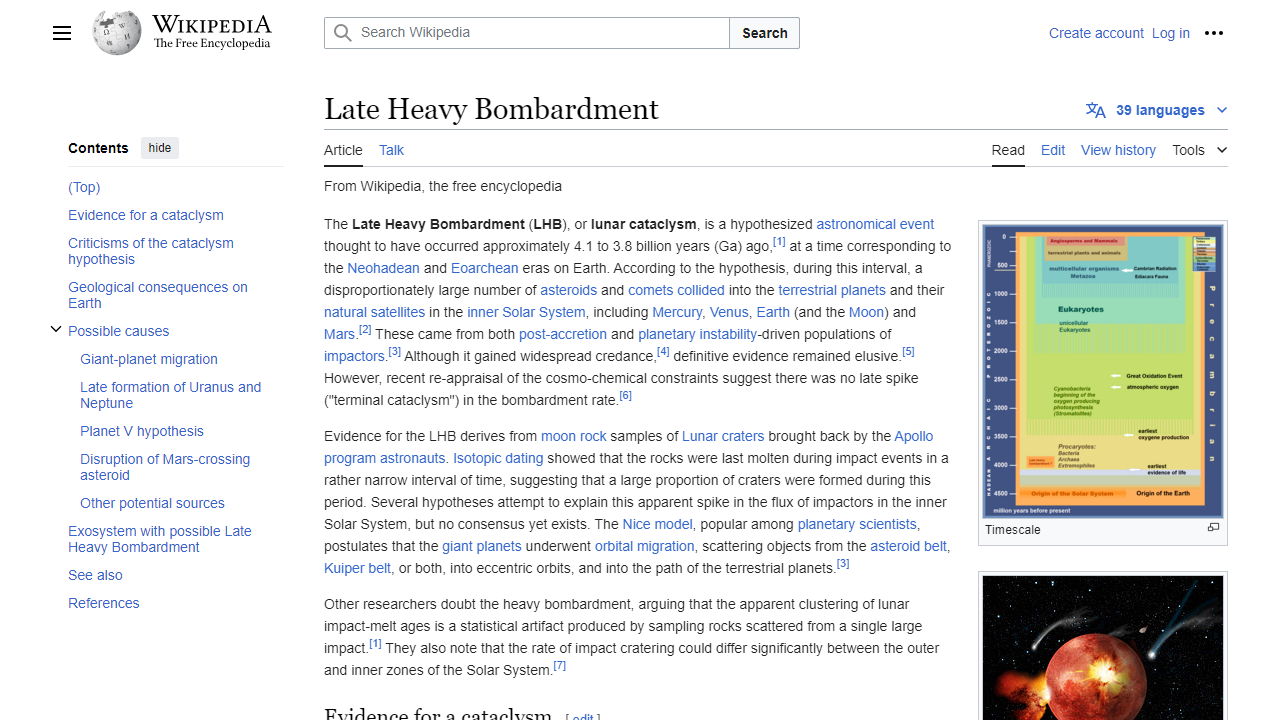 WIKIPEDIA
The Free Encyclopedia
Search Wikipedia
Search
Create account
Log in
Contents
hide
(Top)
Evidence for a cataclysm
Criticisms of the cataclysm
hypothesis
Geological consequences on
Earth
Possible causes
Giant-planet migration
Late formation of Uranus and
Neptune
Planet V hypothesis
Disruption of Mars-crossing
asteroid
Other potential sources
Exosystem with possible Late
Heavy Bombardment
See also
References
Late Heavy Bombardment
39 languages
Article
Talk
Read
Edit
View history
Tools
From Wikipedia, the free encyclopedia
The Late Heavy Bombardment (LHB), or lunar cataclysm, is a hypothesized astronomical event
thought to have occurred approximately 4.1 to 3.8 billion years (Ga) ago.[1] at a time corresponding to
the Neohadean and Eoarchean eras on Earth. According to the hypothesis, during this interval, a
disproportionately large number of asteroids and comets collided into the terrestrial planets and their
natural satellites in the inner Solar System, including Mercury, Venus, Earth (and the Moon) and
Mars.[2] These came from both post-accretion and planetary instability-driven populations of
impactors.[3] Although it gained widespread credance,[4] definitive evidence remained elusive.[5]
However, recent re-appraisal of the cosmo-chemical constraints suggest there was no late spike
("terminal cataclysm") in the bombardment rate.[6]
Evidence for the LHB derives from moon rock samples of Lunar craters brought back by the Apollo
program astronauts. Isotopic dating showed that the rocks were last molten during impact events in a
rather narrow interval of time, suggesting that a large proportion of craters were formed during this
period. Several hypotheses attempt to explain this apparent spike in the flux of impactors in the inner
Solar System, but no consensus yet exists. The Nice model, popular among planetary scientists,
postulates that the giant planets underwent orbital migration, scattering objects from the asteroid belt,
Kuiper belt, or both, into eccentric orbits, and into the path of the terrestrial planets.[3]
Other researchers doubt the heavy bombardment, arguing that the apparent clustering of lunar
impact-melt ages is a statistical artifact produced by sampling rocks scattered from a single large
impact.[1] They also note that the rate of impact cratering could differ significantly between the outer
and inner zones of the Solar System.[7]
Evidence for a cataclysm [ edit ]
0
500
1000
1500
2000
2500
3000
3500
4000
4500
PHANEROZOIC
PROTEROZOIC
ARCHAIC
HADEAN
Precambrian
Angiosperms and Mammals
terrestrial plants and animals
multicellular organisms
Metazoa
Cambrian Radiation
Ediacara Fauna
Eukaryotes
unicellular
Eukaryotes
Great Oxidation Event
atmospheric oxygen
Cyanobacteria
beginning of the
oxygen producing
photosynthesis
(Stromatolites)
earliest
oxygene production
Procaryotes:
Bacteria
Archaea
Extremophiles
earliest
evidence of life
Origin of the Solar System
Origin of the Earth
million years before present
Timescale